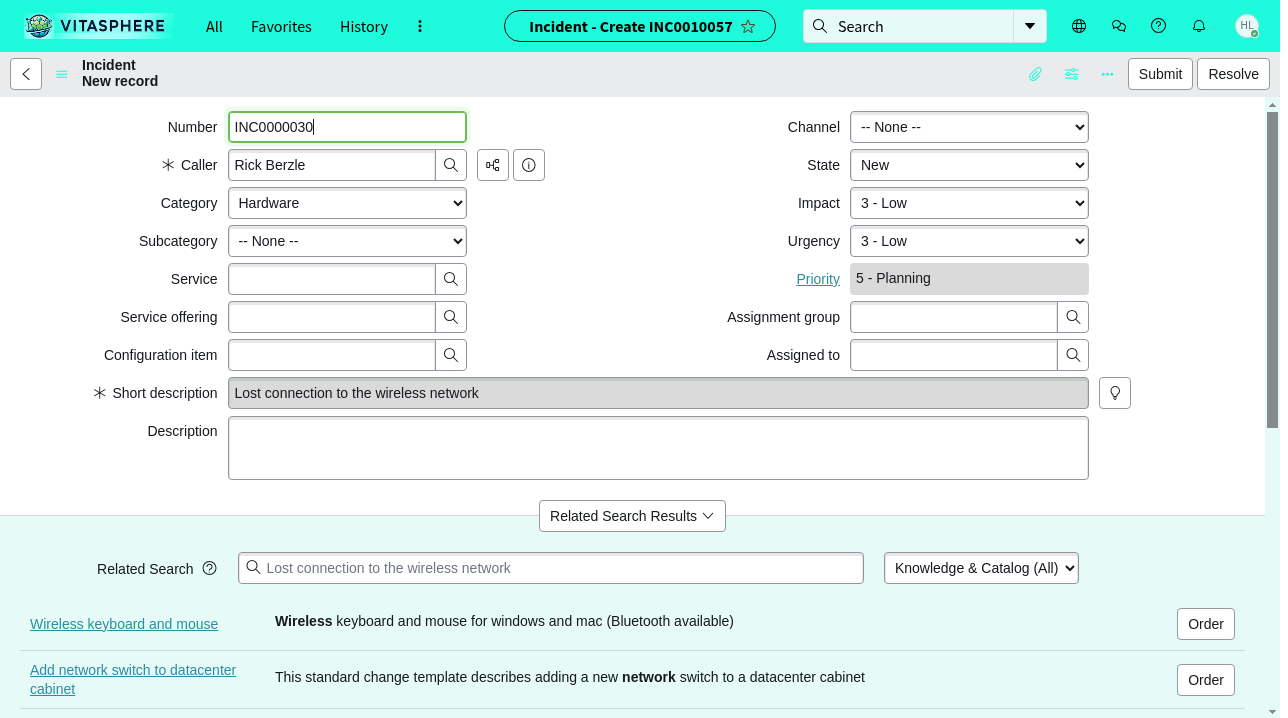 VITASPHERE
All
Favorites
History
Incident - Create INC0010057
Search
HL
Incident
New record
Submit
Resolve
Number
INC0000030
Channel
-- None --
Caller
Rick Berzle
State
New
Category
Hardware
Impact
3 - Low
Subcategory
-- None --
Urgency
3 - Low
Service
Priority
5 - Planning
Service offering
Assignment group
Configuration item
Assigned to
Short description
Lost connection to the wireless network
Description
Related Search Results
Related Search
Lost connection to the wireless network
Knowledge & Catalog (All)
Wireless keyboard and mouse
Wireless keyboard and mouse for windows and mac (Bluetooth available)
Order
Add network switch to datacenter
cabinet
This standard change template describes adding a new network switch to a datacenter cabinet
Order